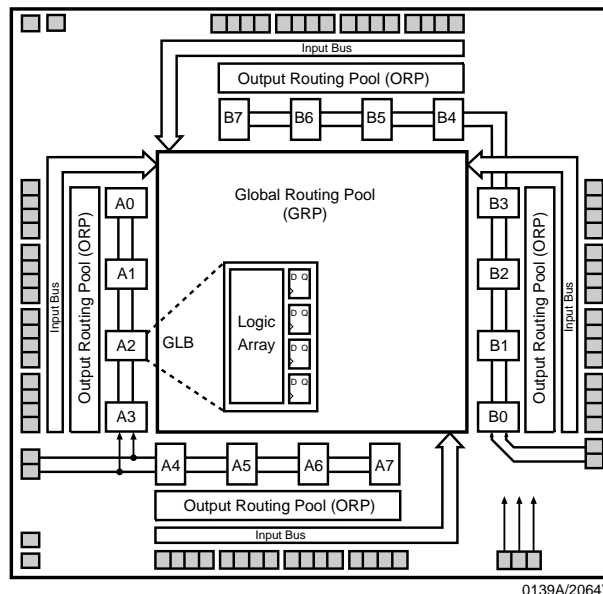 Input Bus
Output Routing Pool (ORP)
B7 B6 B5 B4
Global Routing Pool
(GRP)
A0
A1
A2
A3
Output Routing Pool (ORP)
Input Bus
GLB
Logic
Array
D Q
D Q
D Q
D Q
B3
B2
B1
B0
Output Routing Pool (ORP)
Input Bus
A4 A5 A6 A7
Output Routing Pool (ORP)
Input Bus